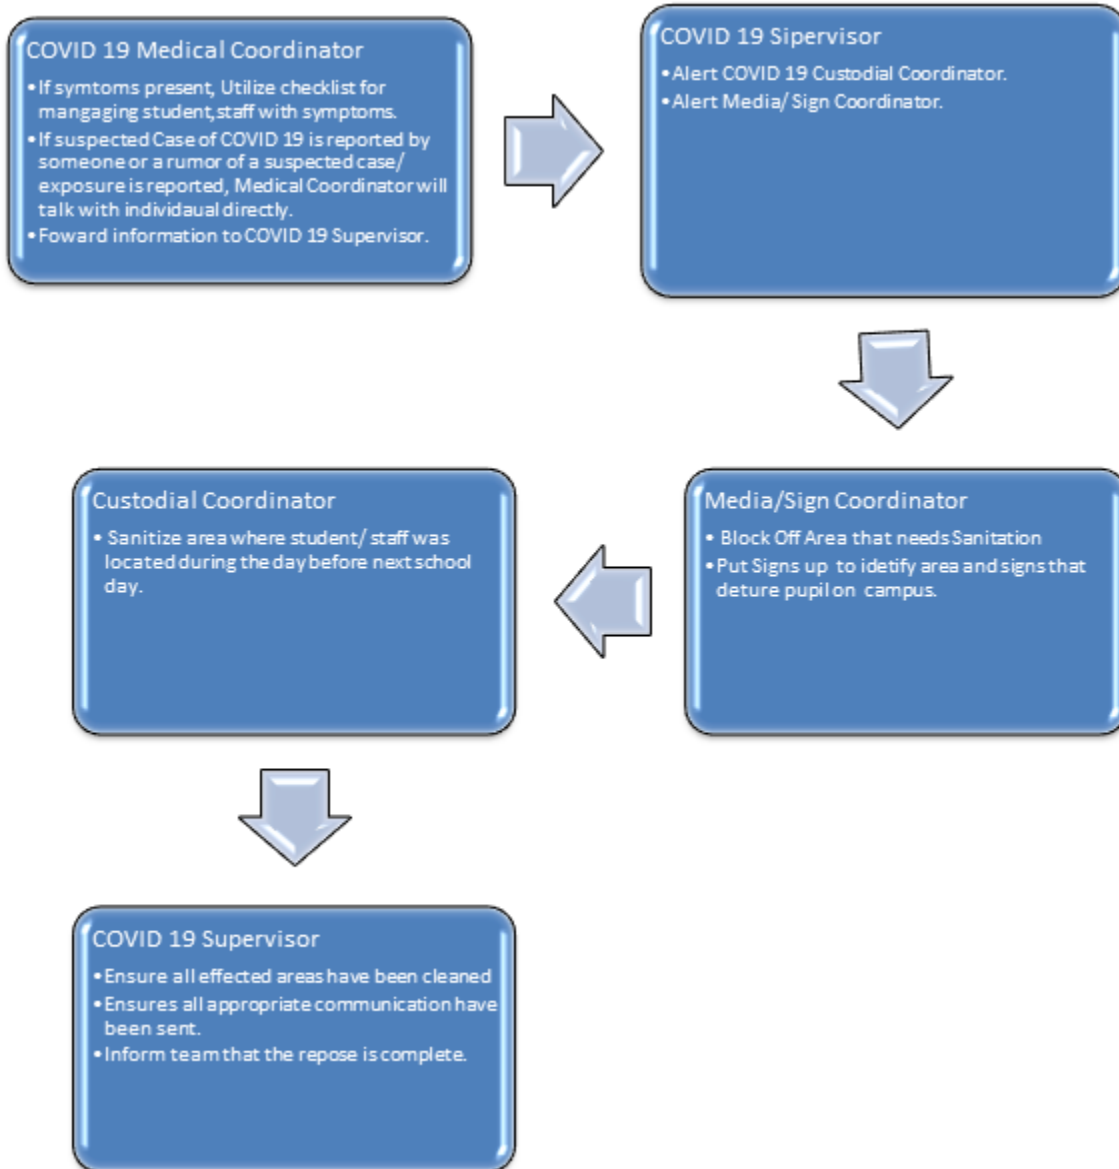 COVID 19 Medical Coordinator
•If symtoms present, Utilize checklist for
mangaging student,staff with symptoms.
•If suspected Case of COVID 19 is reported by
someone or a rumor of a suspected case/
exposure is reported, Medical Coordinator will
talk with individaual directly.
•Foward information to COVID 19 Supervisor.
COVID 19 Sipervisor
•Alert COVID 19 Custodial Coordinator.
•Alert Media/ Sign Coordinator.
Media/Sign Coordinator
• Block Off Area that needs Sanitation
•Put Signs up to idetify area and signs that
deture pupil on campus.
Custodial Coordinator
• Sanitize area where student/ staff was
located during the day before next school
day.
COVID 19 Supervisor
•Ensure all effected areas have been cleaned
•Ensures all appropriate communication have
been sent.
•Inform team that the repose is complete.